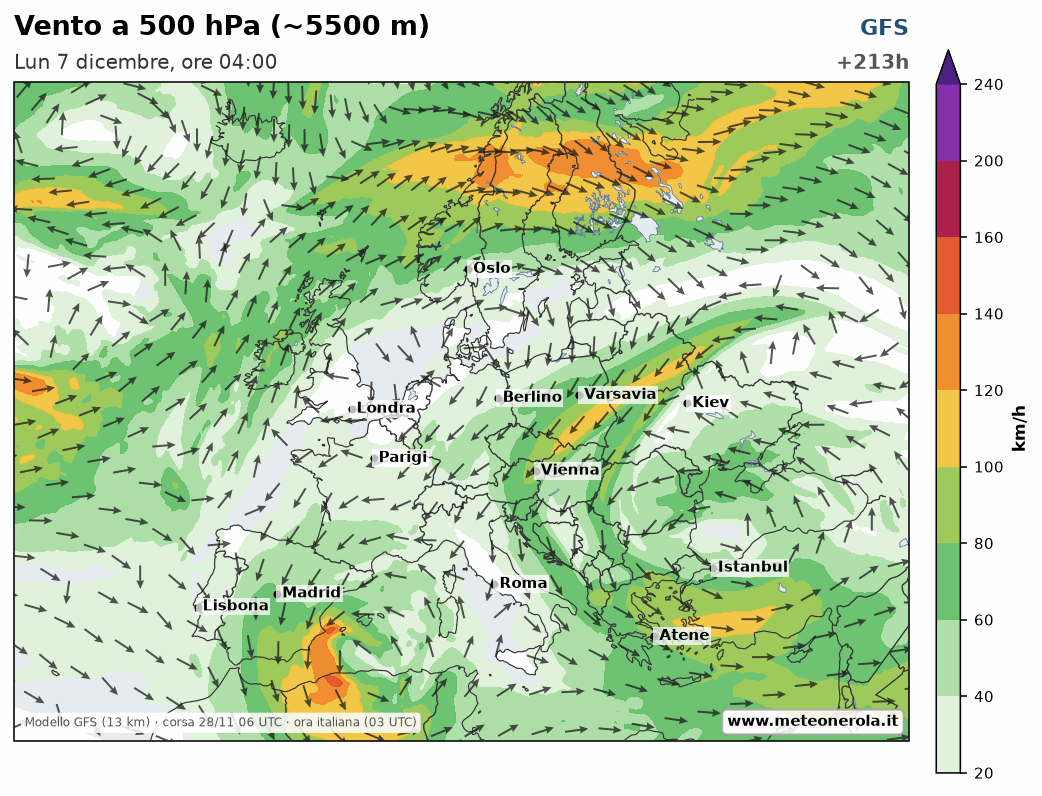 Vento a 500 hPa (~5500 m)
GFS
Lun 7 dicembre, ore 04:00
+213h
240
200
160
140
120
100
80
60
40
20
km/h
Oslo
Berlino
Varsavia
Kiev
Londra
Parigi
Vienna
Istanbul
Roma
Madrid
Lisbona
Atene
Modello GFS (13 km) · corsa 28/11 06 UTC · ora italiana (03 UTC)
www.meteonerola.it